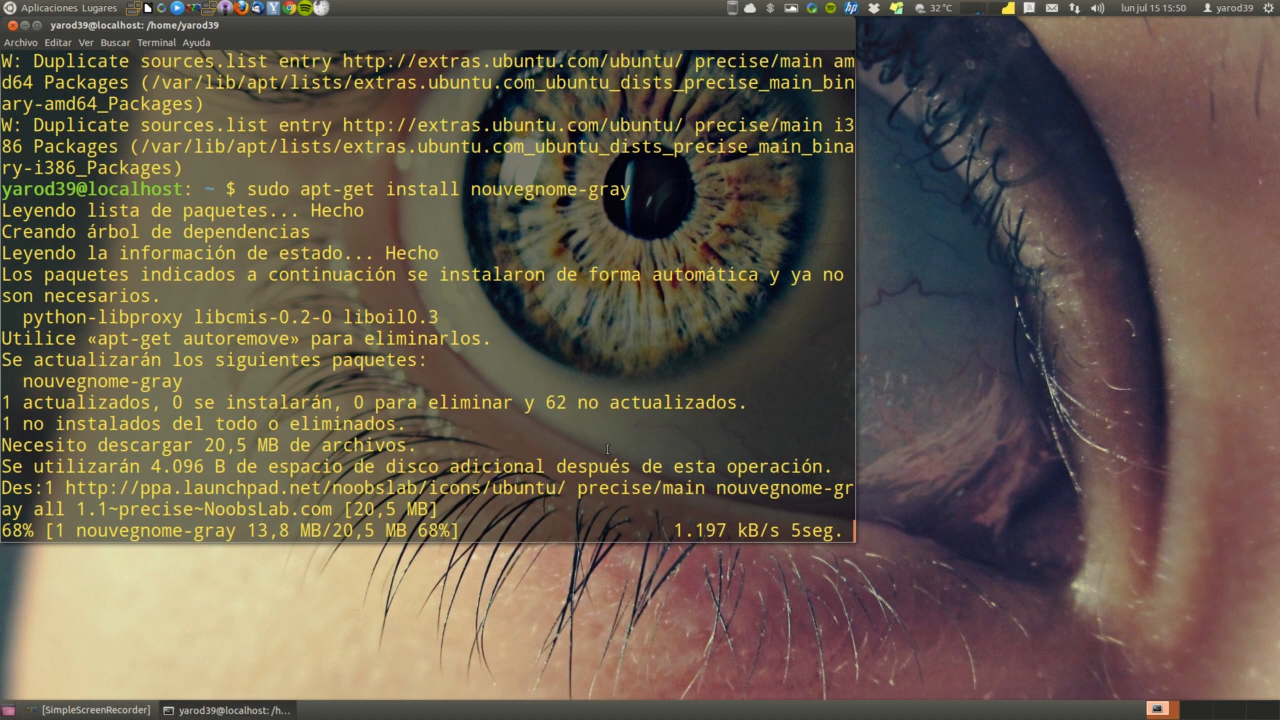 Aplicaciones Lugares
32 °C
lun jul 15 15:50
yarod39
yarod39@localhost: /home/yarod39
Archivo Editar Ver Buscar Terminal Ayuda
W: Duplicate sources.list entry http://extras.ubuntu.com/ubuntu/ precise/main am
d64 Packages (/var/lib/apt/lists/extras.ubuntu.com_ubuntu_dists_precise_main_bin
ary-amd64_Packages)
W: Duplicate sources.list entry http://extras.ubuntu.com/ubuntu/ precise/main i3
86 Packages (/var/lib/apt/lists/extras.ubuntu.com_ubuntu_dists_precise_main_bina
ry-i386_Packages)
yarod39@localhost: ~ $ sudo apt-get install nouvegnome-gray
Leyendo lista de paquetes... Hecho
Creando árbol de dependencias
Leyendo la información de estado... Hecho
Los paquetes indicados a continuación se instalaron de forma automática y ya no
son necesarios.
python-libproxy libcmis-0.2-0 liboil0.3
Utilice «apt-get autoremove» para eliminarlos.
Se actualizarán los siguientes paquetes:
nouvegnome-gray
1 actualizados, 0 se instalarán, 0 para eliminar y 62 no actualizados.
1 no instalados del todo o eliminados.
Necesito descargar 20,5 MB de archivos.
Se utilizarán 4.096 B de espacio de disco adicional después de esta operación.
Des:1 http://ppa.launchpad.net/noobslab/icons/ubuntu/ precise/main nouvegnome-gr
ay all 1.1~precise~NoobsLab.com [20,5 MB]
68% [1 nouvegnome-gray 13,8 MB/20,5 MB 68%] 1.197 kB/s 5seg.
[SimpleScreenRecorder]
yarod39@localhost: /h...